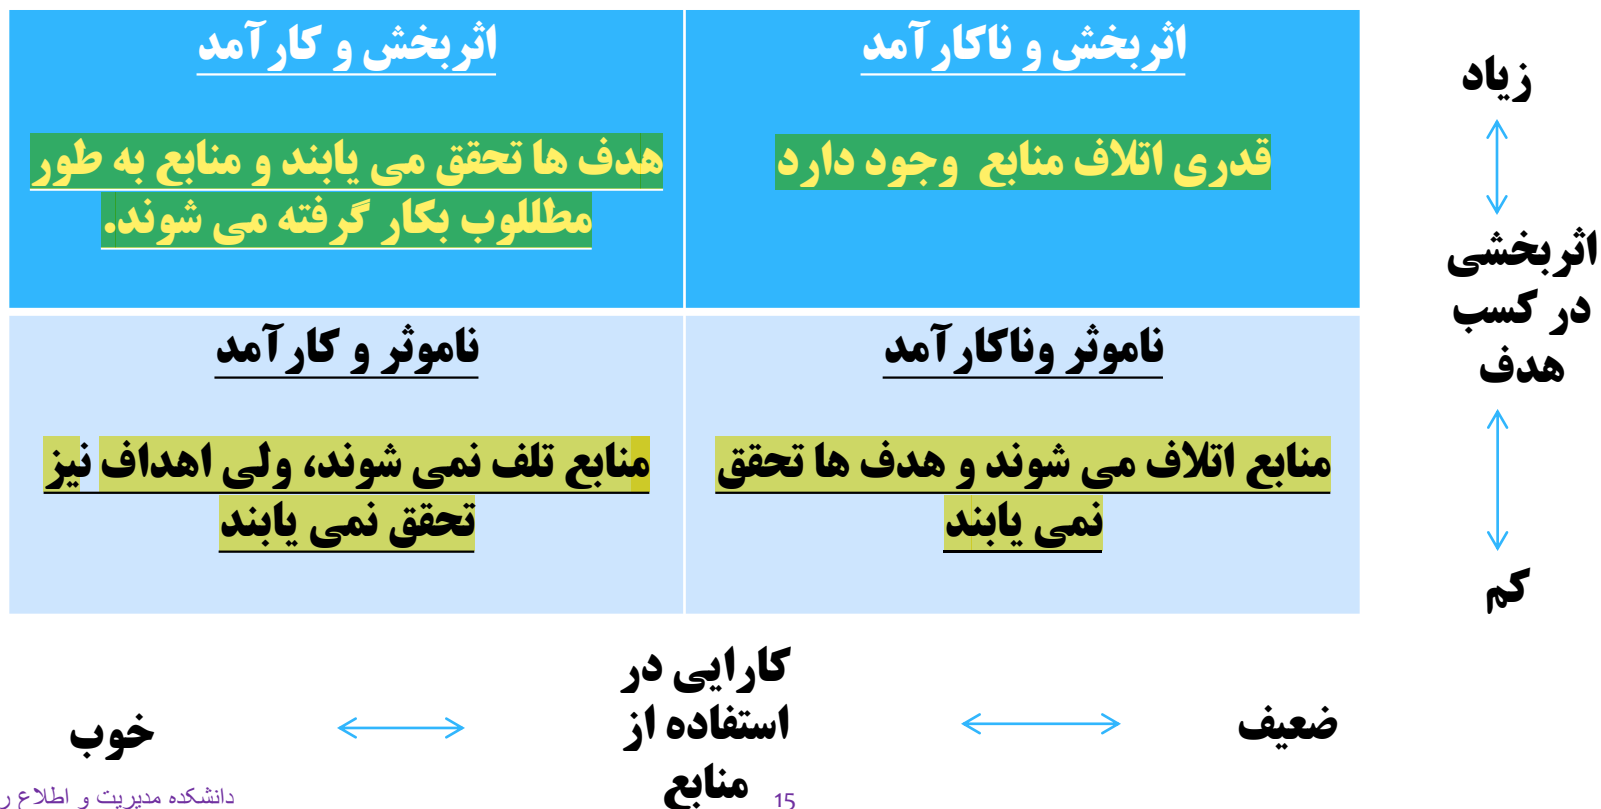 اثربخش و ناکارآمد
قدری اتلاف منابع وجود دارد
اثربخش و کارآمد
هدف ها تحقق می یابند و منابع به طور
مطللوب بکار گرفته می شوند.
ناموثر وناکارآمد
منابع اتلاف می شوند و هدف ها تحقق
نمی یابند
ناموثر و کارآمد
منابع تلف نمی شوند، ولی اهداف نیز
تحقق نمی یابند
زیاد
اثربخشی
در کسب
هدف
کم
ضعیف
کارایی در
استفاده از
منابع
خوب
15
دانشکده مدیریت و اطلاع